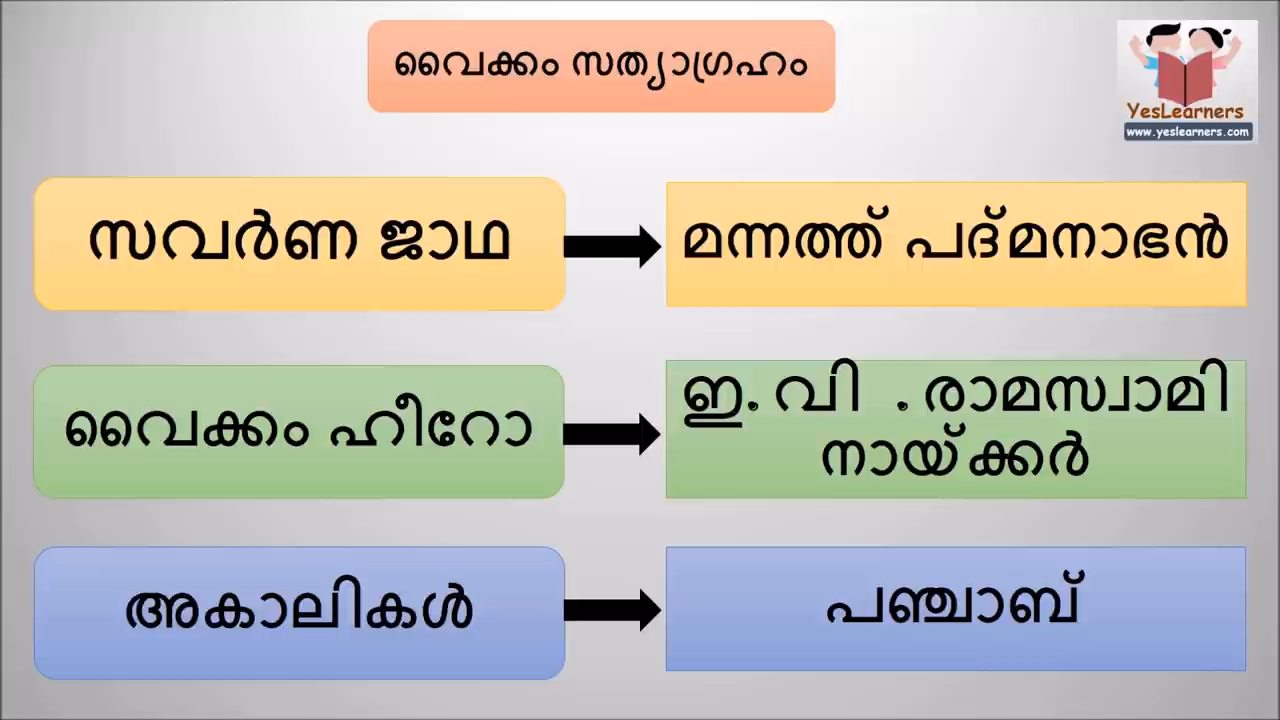 വൈക്കം സത്യാഗ്രഹം
YesLearners
www.yeslearners.com
സവർണ ജാഥ
മന്നത്ത് പദ്മനാഭൻ
വൈക്കം ഹീറോ
ഇ. വി . രാമസ്വാമി
നായ്ക്കർ
അകാലികൾ
പഞ്ചാബ്